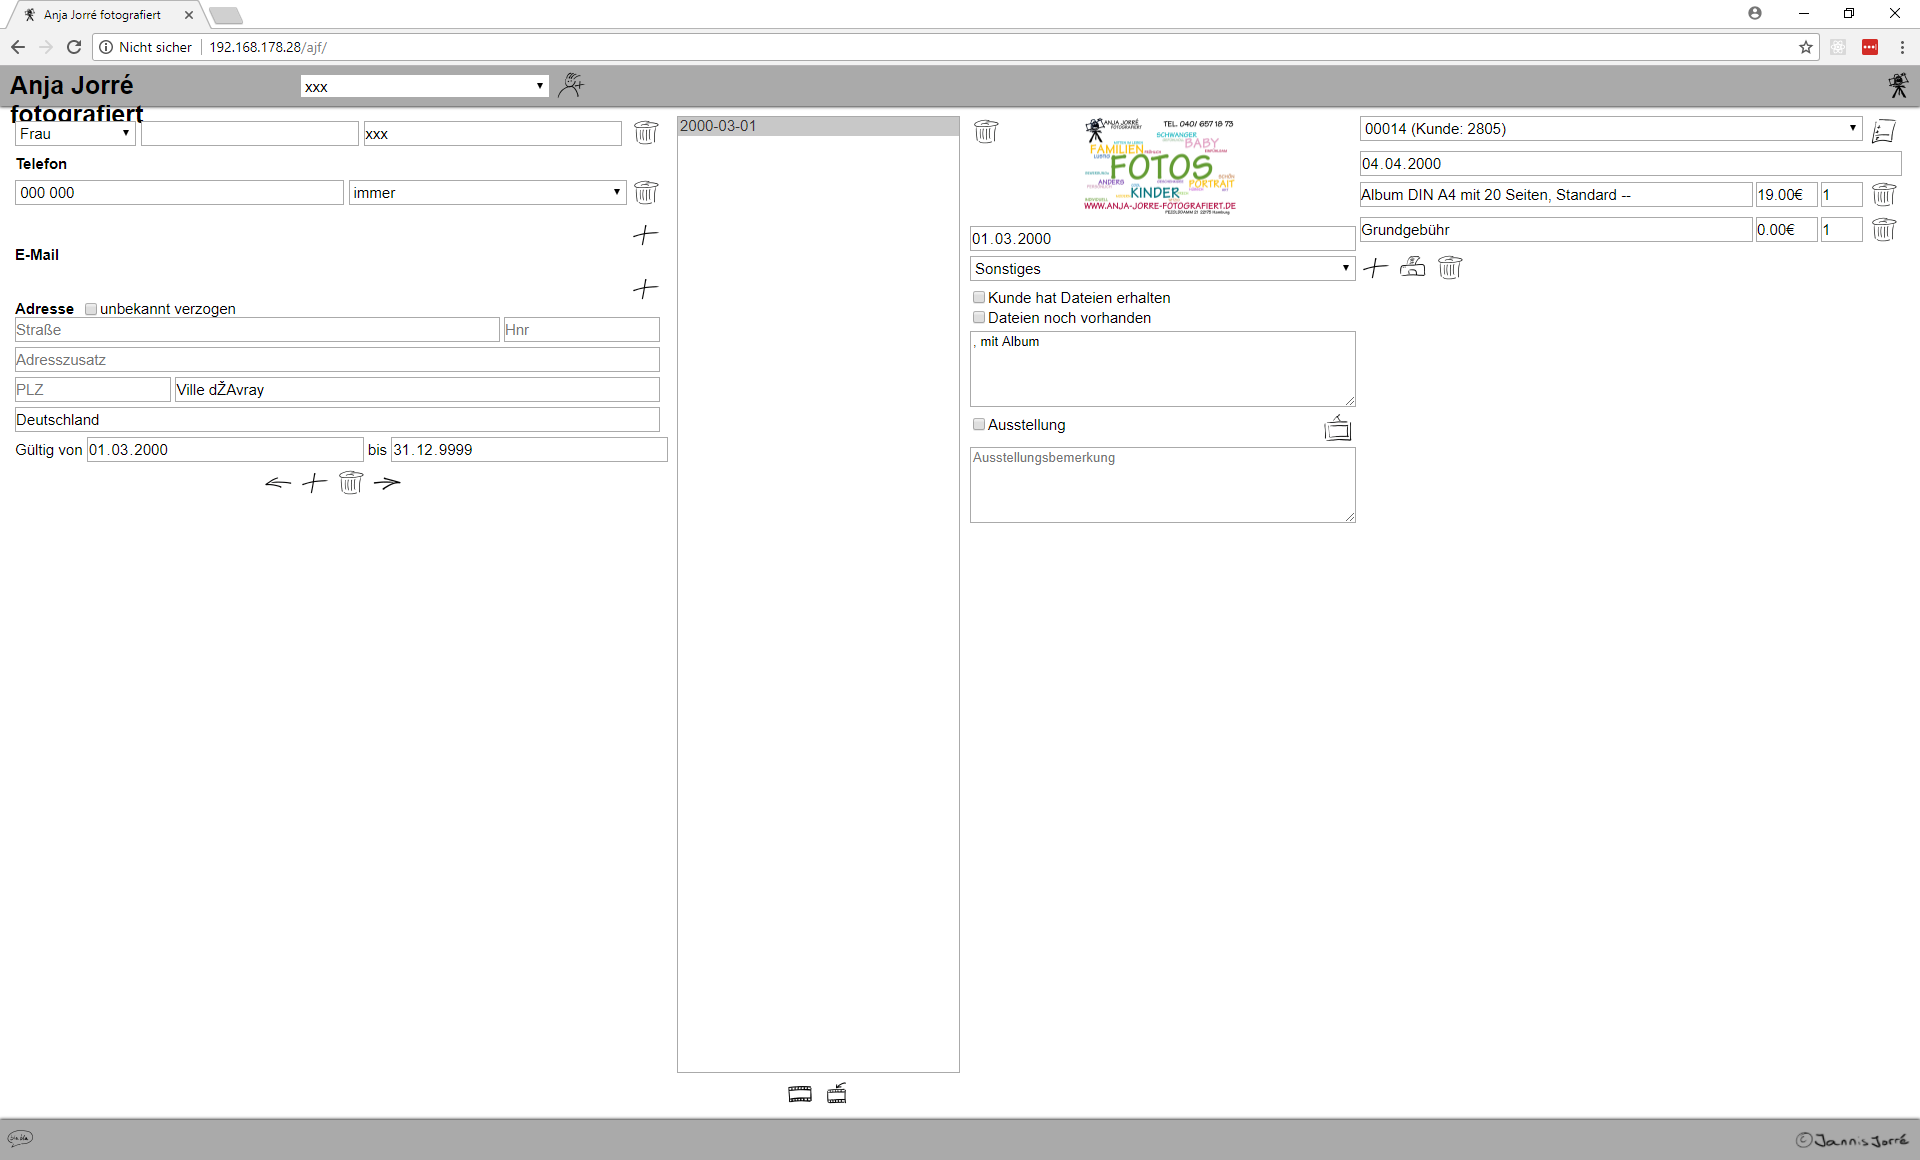 Anja Jorré fotografiert
Nicht sicher
192.168.178.28/ajf/
Anja Jorré
fotografiert
xxx
Frau
xxx
Telefon
000 000
immer
E-Mail
Adresse
unbekannt verzogen
Straße
Hnr
Adresszusatz
PLZ
Ville dŽAvray
Deutschland
Gültig von
01.03.2000
bis
31.12.9999
2000-03-01
ANJA JORRÉ
FOTOGRAFIERT
TEL. 040/ 657 18 73
SCHWANGER
BABY
FAMILIEN
LUSTIG
FOTOS
ANDERS
KINDER
PORTRAIT
SCHÖN
WWW.ANJA-JORRE-FOTOGRAFIERT.DE
01.03.2000
Sonstiges
Kunde hat Dateien erhalten
Dateien noch vorhanden
, mit Album
Ausstellung
Ausstellungsbemerkung
00014 (Kunde: 2805)
04.04.2000
Album DIN A4 mit 20 Seiten, Standard --
19.00€
1
Grundgebühr
0.00€
1
© Jannis Jorré